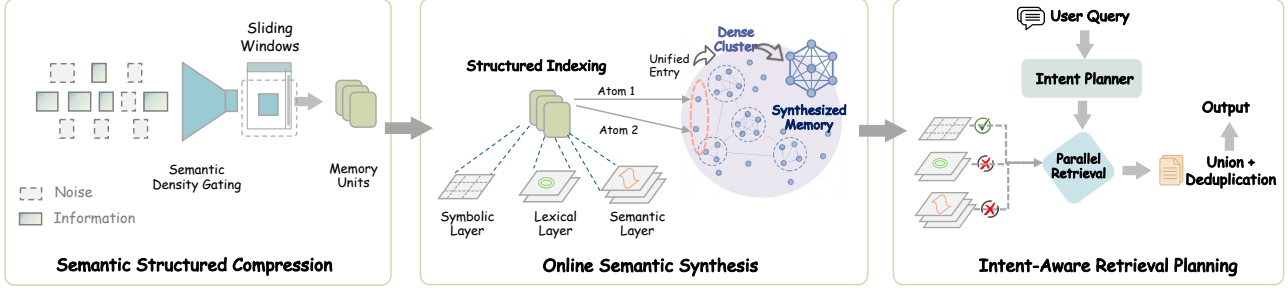 Sliding
Windows
Semantic
Density Gating
Memory
Units
Noise
Information
Semantic Structured Compression
Structured Indexing
Unified
Entry
Dense
Cluster
Atom 1
Atom 2
Synthesized
Memory
Symbolic
Layer
Lexical
Layer
Semantic
Layer
Online Semantic Synthesis
User Query
Intent Planner
Parallel
Retrieval
Output
Union +
Deduplication
Intent-Aware Retrieval Planning